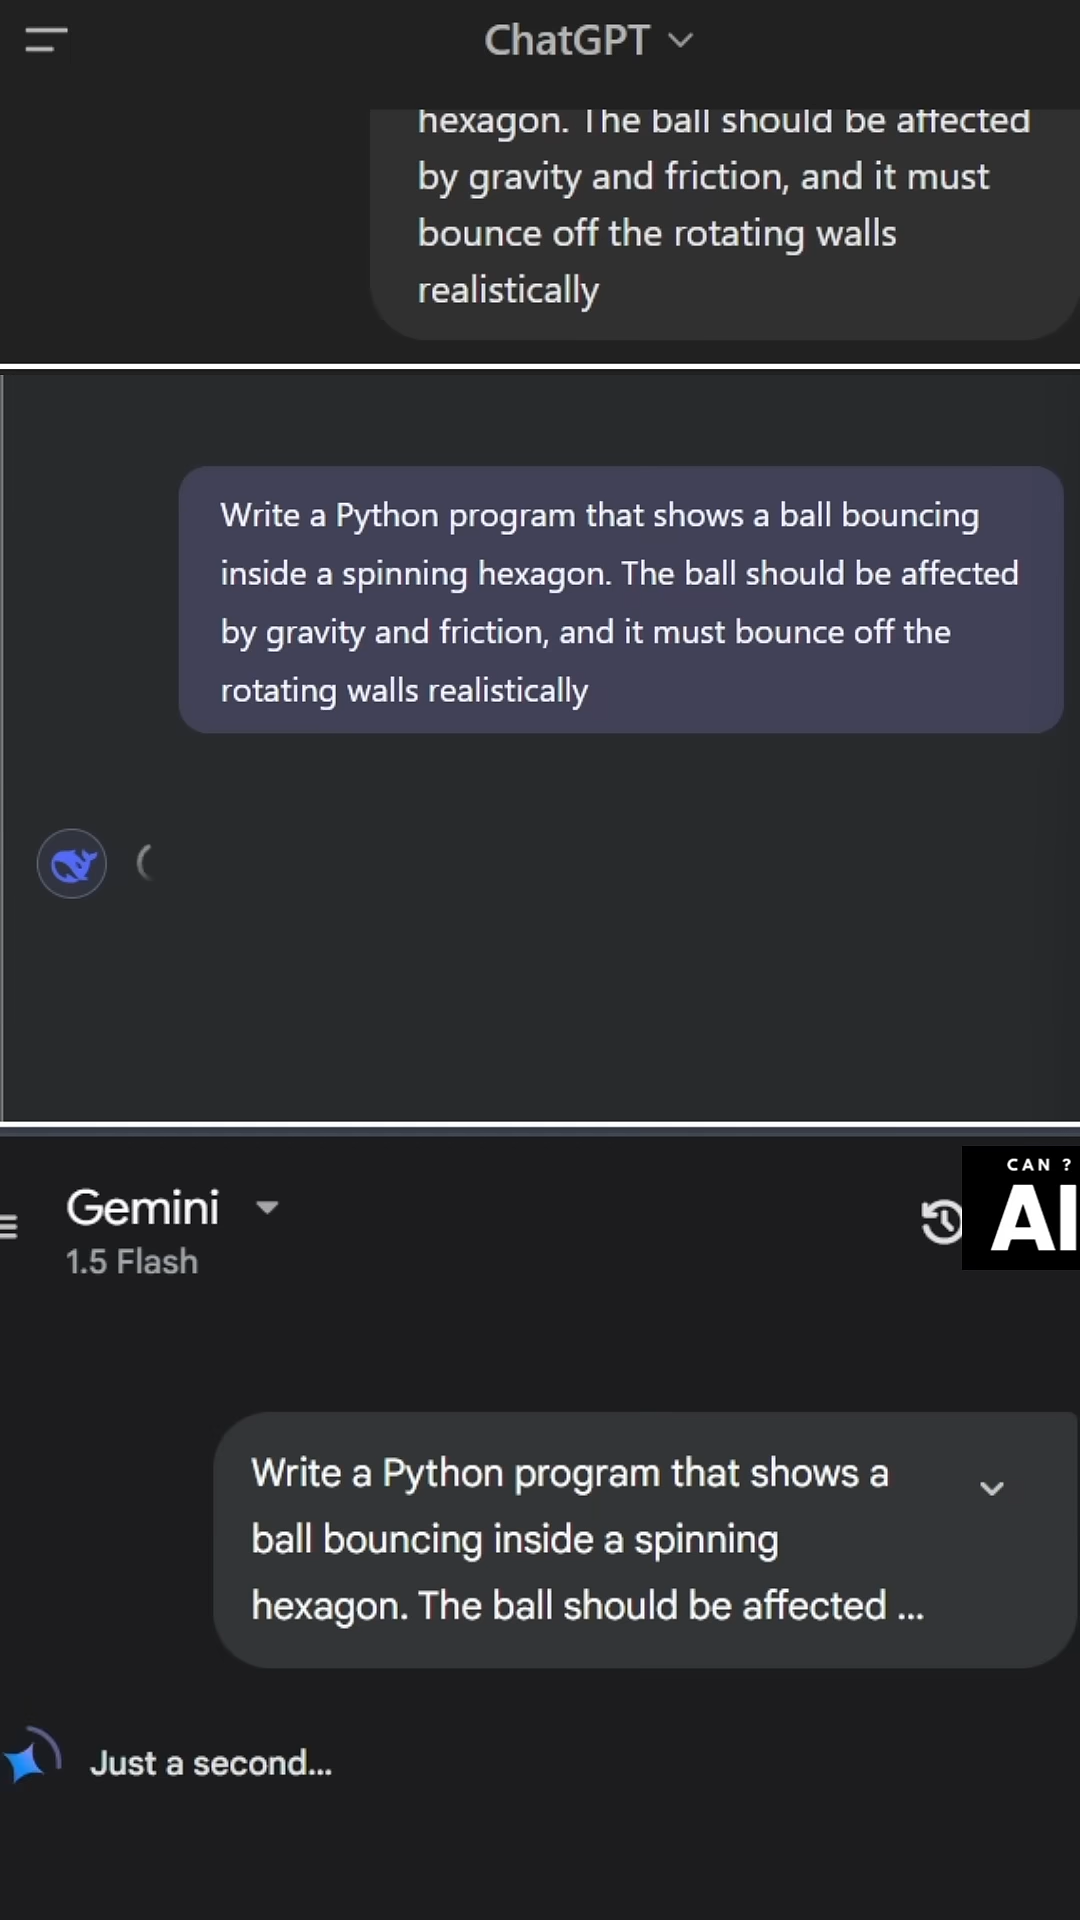 ChatGPT
hexagon. The ball should be affected
by gravity and friction, and it must
bounce off the rotating walls
realistically
Write a Python program that shows a ball bouncing
inside a spinning hexagon. The ball should be affected
by gravity and friction, and it must bounce off the
rotating walls realistically
Gemini
1.5 Flash
CAN ?
AI
Write a Python program that shows a
ball bouncing inside a spinning
hexagon. The ball should be affected ...
Just a second...